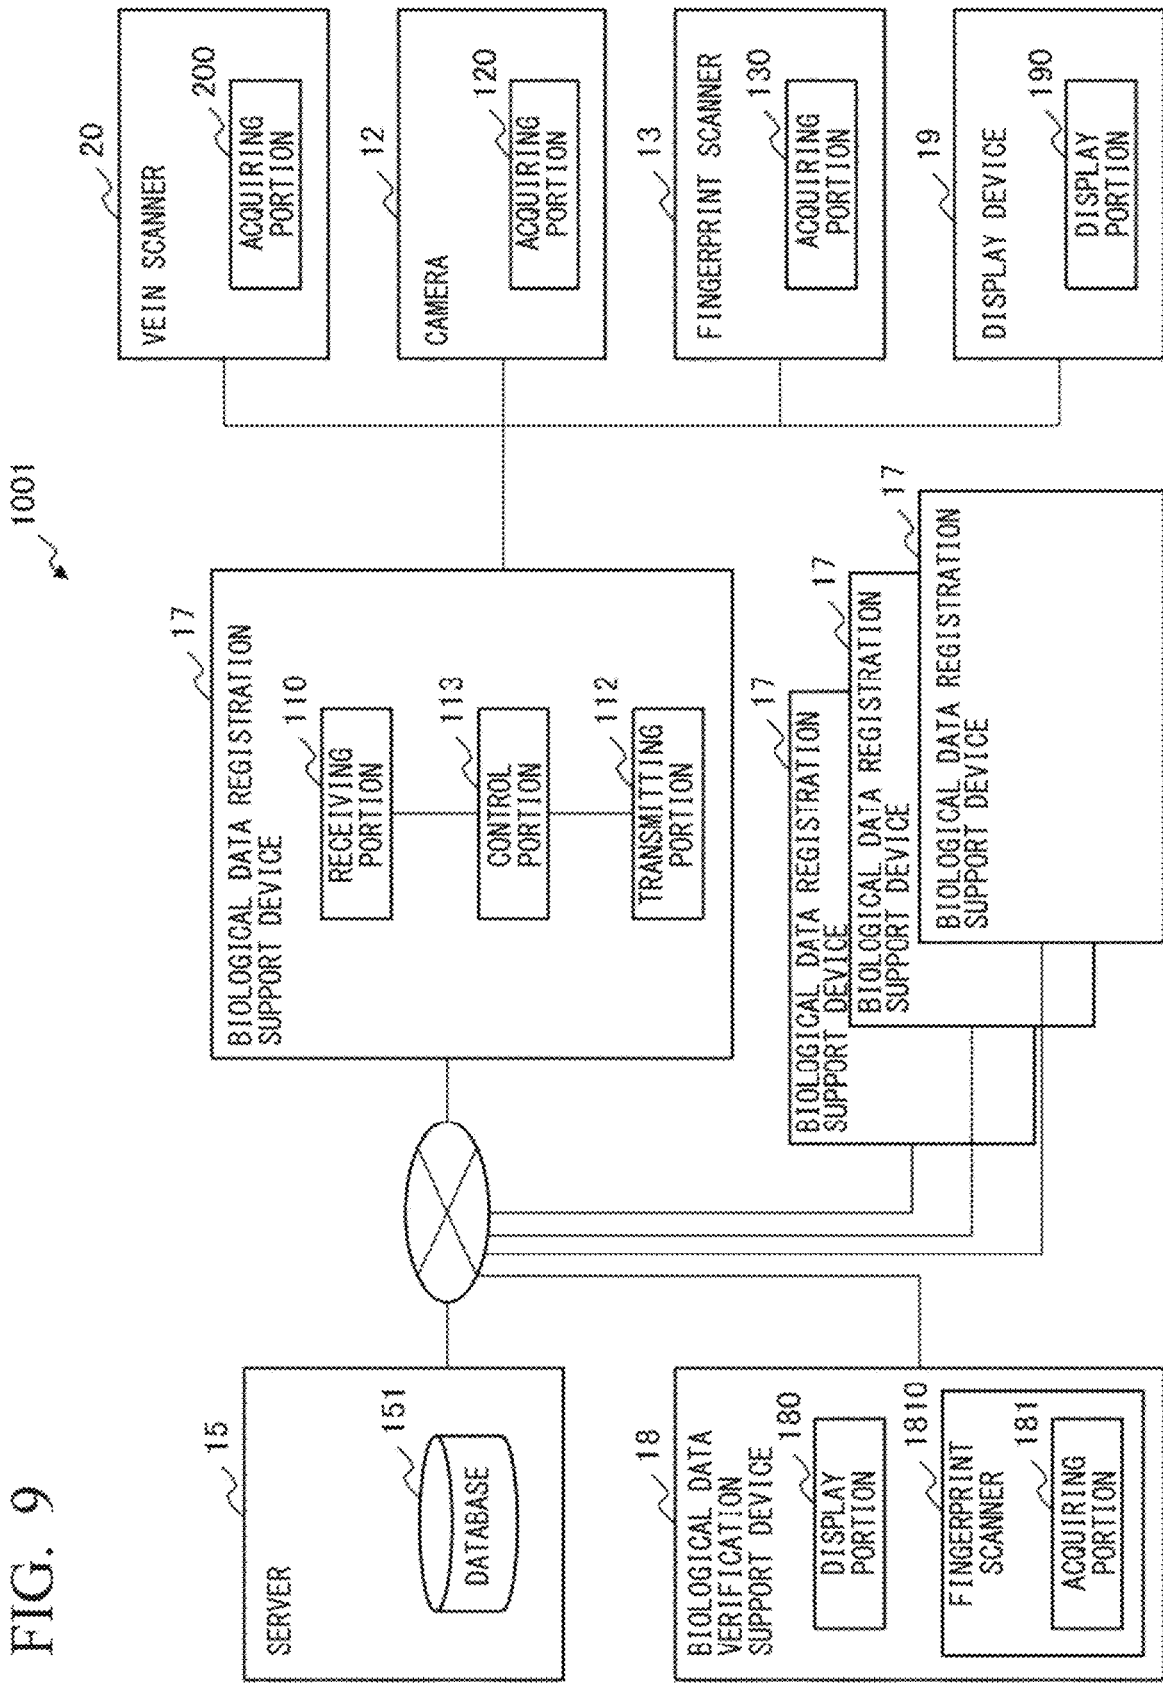 FIG. 9
1001
15
SERVER
151
DATABASE
18
BIOLOGICAL DATA
VERIFICATION
SUPPORT DEVICE
180
DISPLAY
PORTION
1810
FINGERPRINT
SCANNER
181
ACQUIRING
PORTION
17
BIOLOGICAL DATA REGISTRATION
SUPPORT DEVICE
110
RECEIVING
PORTION
113
CONTROL
PORTION
112
TRANSMITTING
PORTION
17
BIOLOGICAL DATA REGISTRATION
SUPPORT DEVICE
17
BIOLOGICAL DATA REGISTRATION
SUPPORT DEVICE
17
BIOLOGICAL DATA REGISTRATION
SUPPORT DEVICE
20
VEIN SCANNER
200
ACQUIRING
PORTION
12
CAMERA
120
ACQUIRING
PORTION
13
FINGERPRINT SCANNER
130
ACQUIRING
PORTION
19
DISPLAY DEVICE
190
DISPLAY
PORTION